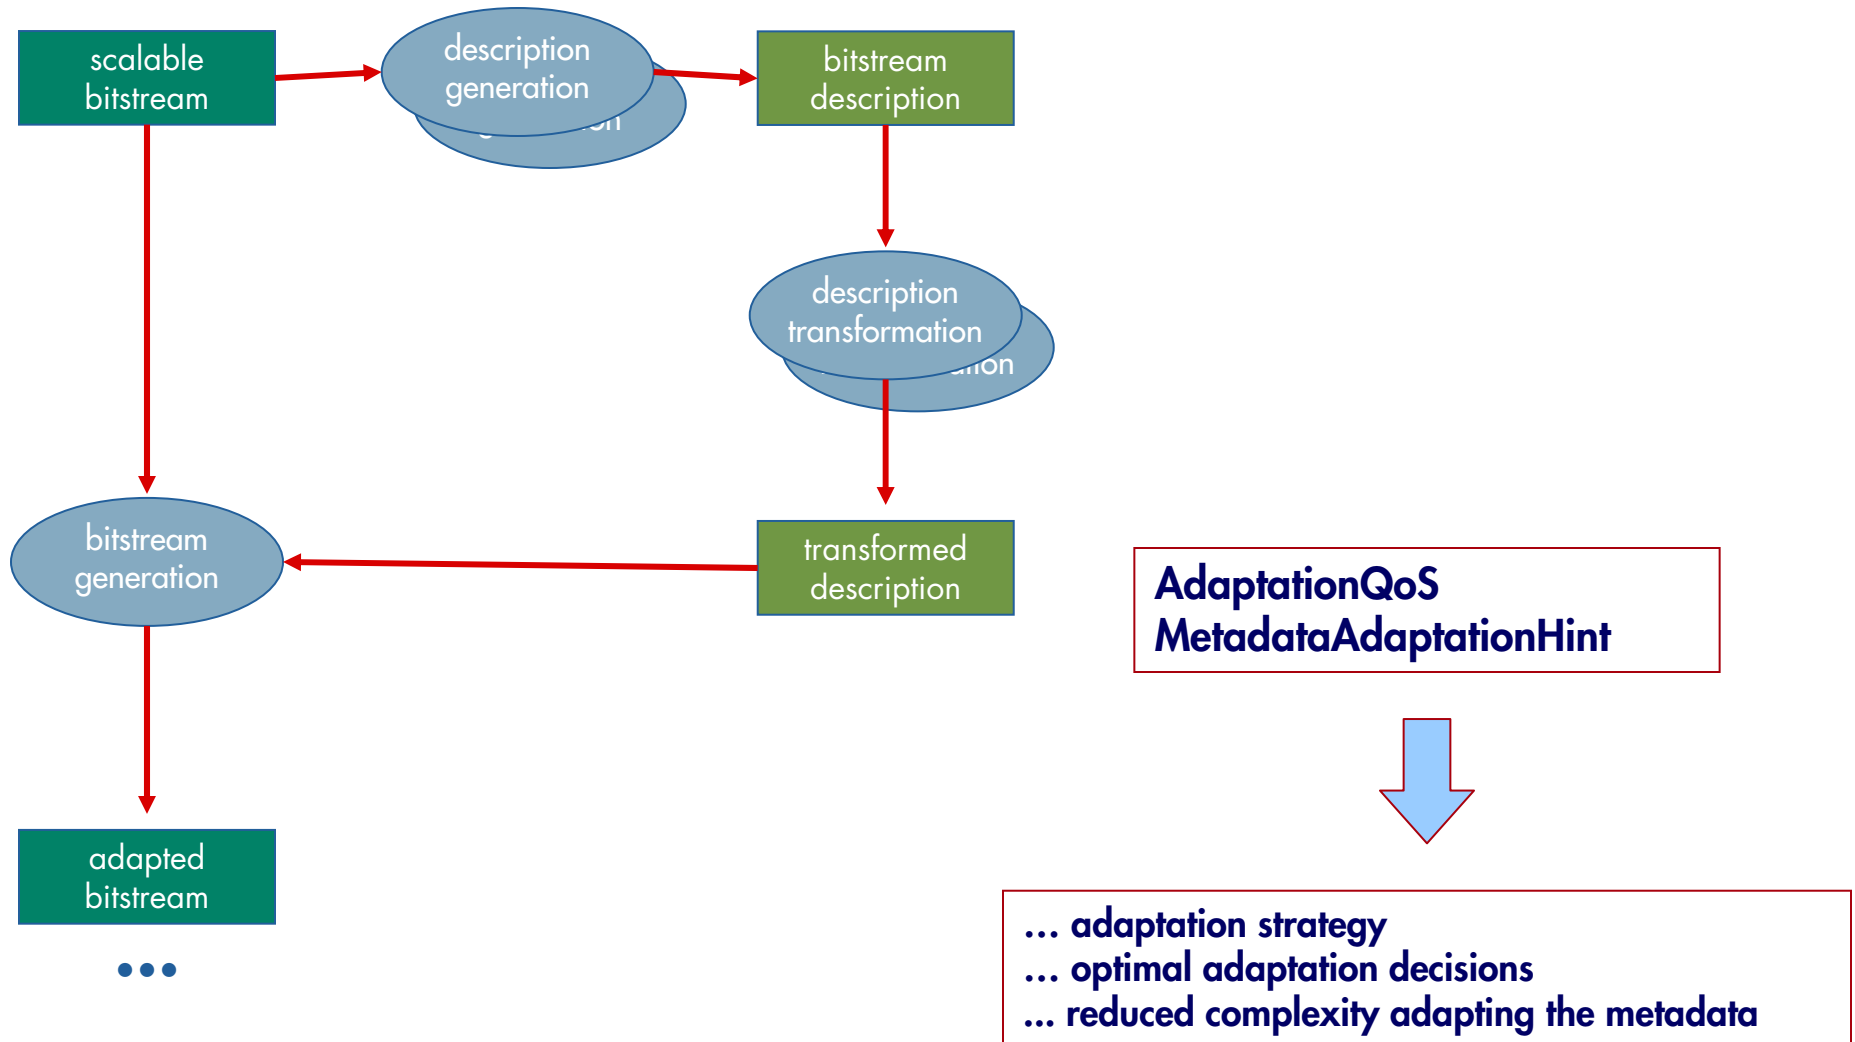 scalable
bitstream
description
generation
bitstream
description
description
transformation
bitstream
generation
transformed
description
AdaptationQoS
MetadataAdaptationHint
adapted
bitstream
•••
... adaptation strategy
... optimal adaptation decisions
... reduced complexity adapting the metadata